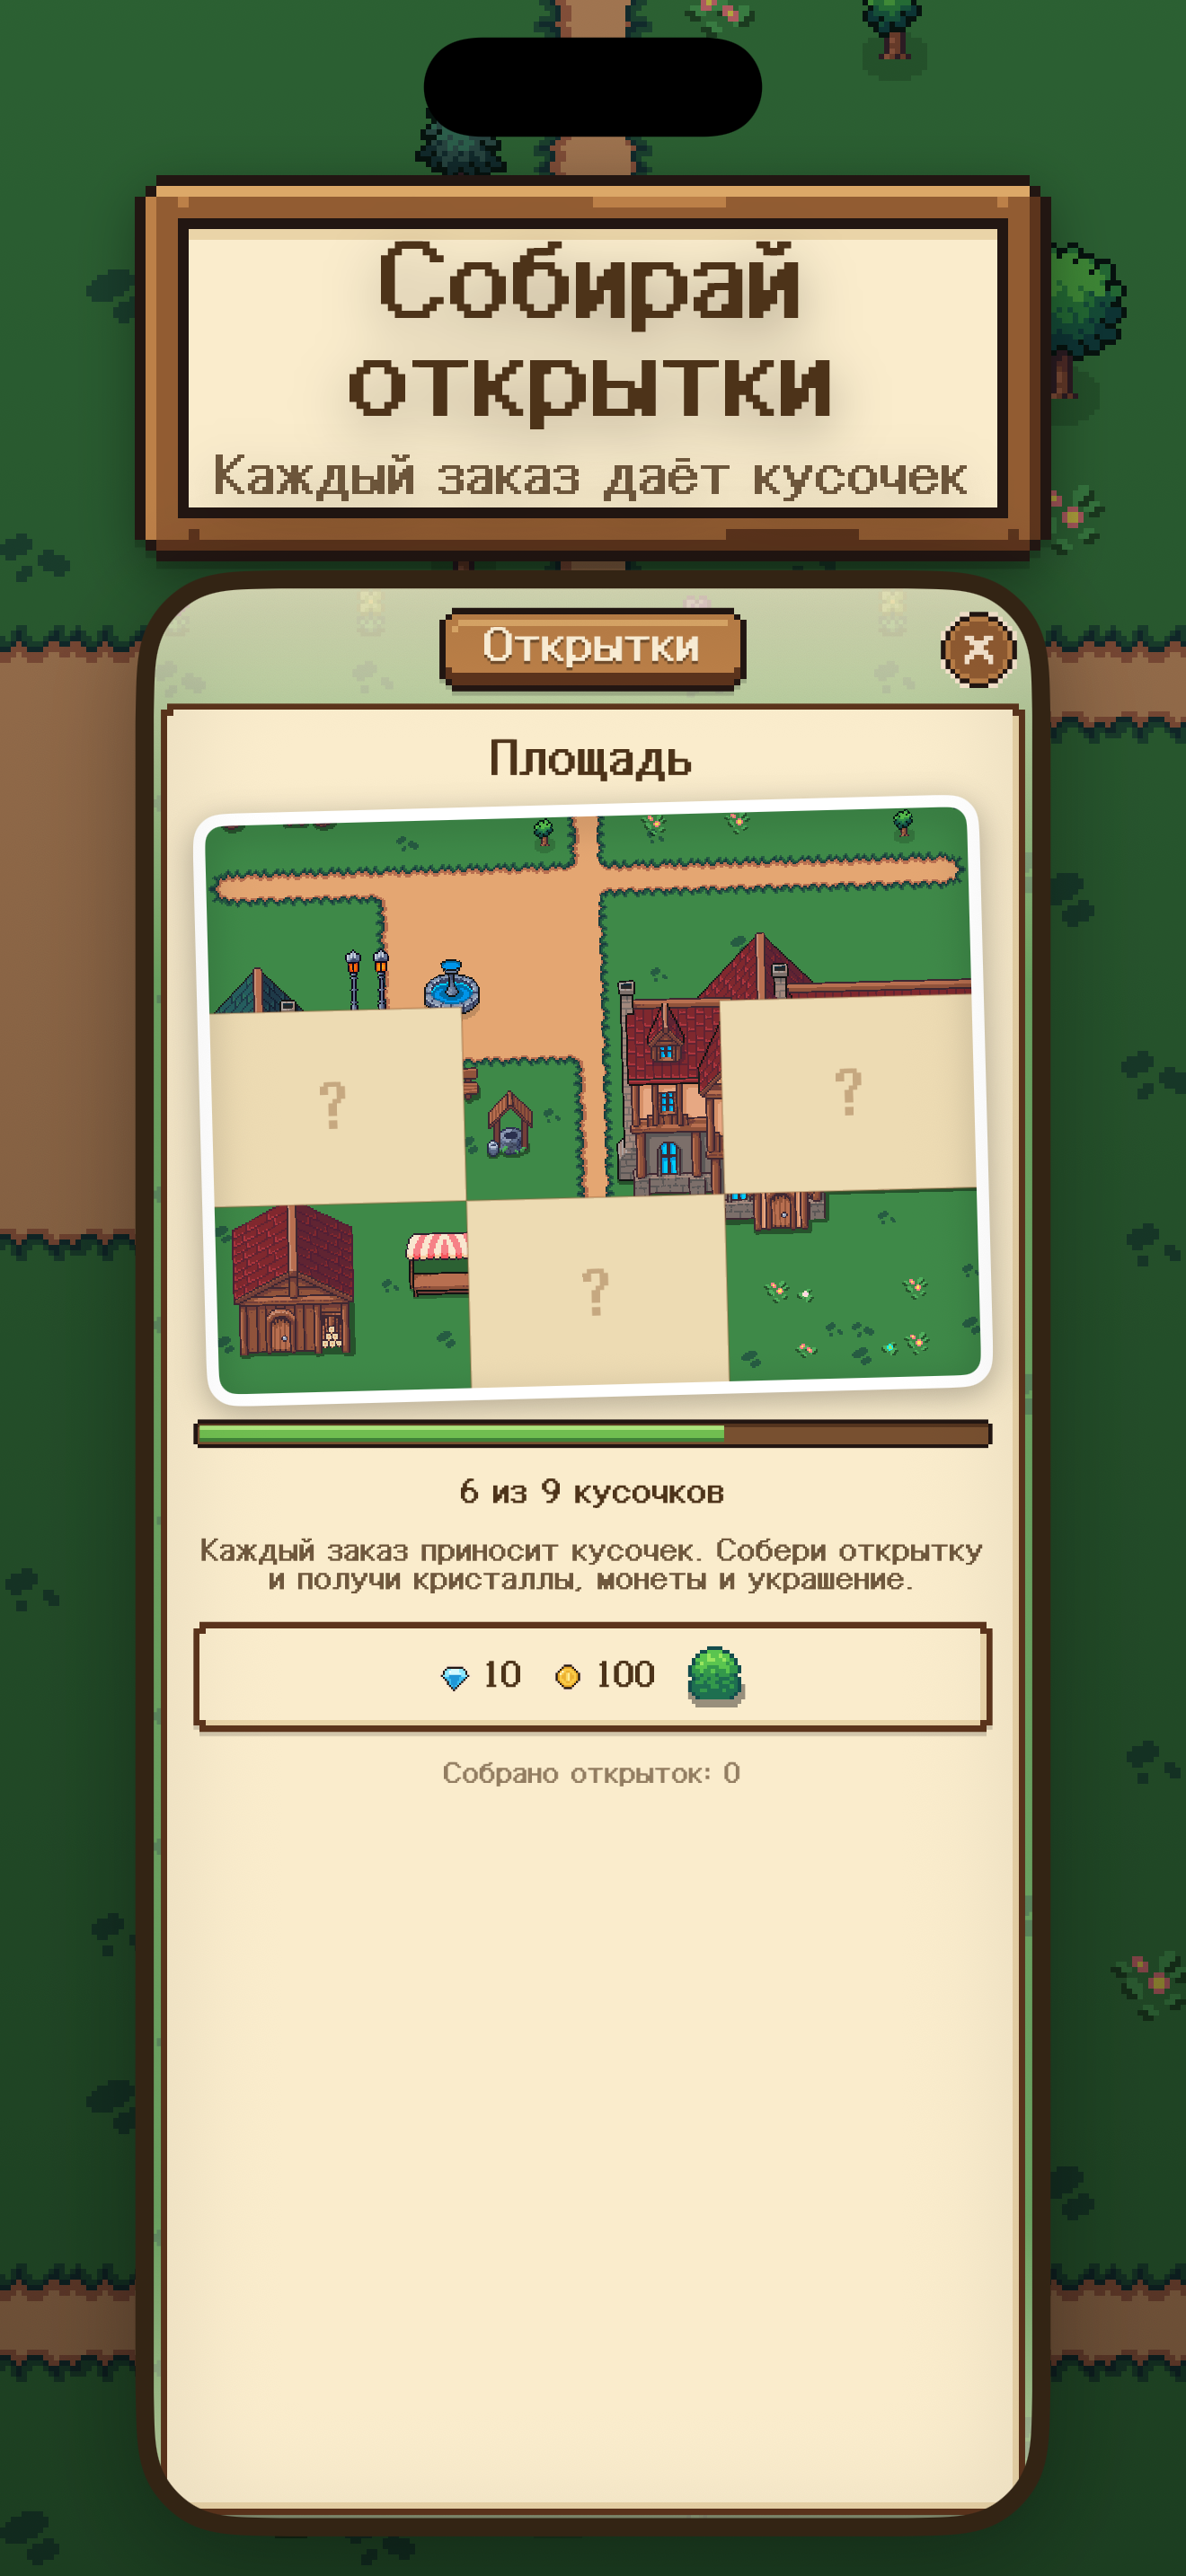 Собирай
открытки
Каждый заказ даёт кусочек
Открытки
Площадь
?
?
?
6 из 9 кусочков
Каждый заказ приносит кусочек. Собери открытку
и получи кристаллы, монеты и украшение.
10 100
Собрано открыток: 0